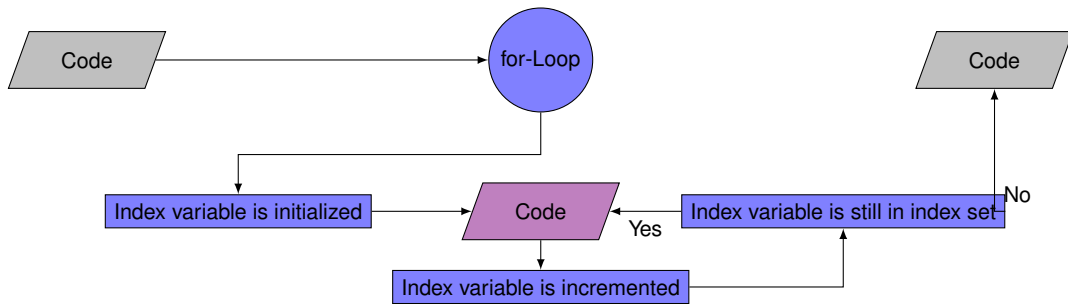 Code
for-Loop
Code
Index variable is initialized
Code
Yes
Index variable is still in index set
No
Index variable is incremented